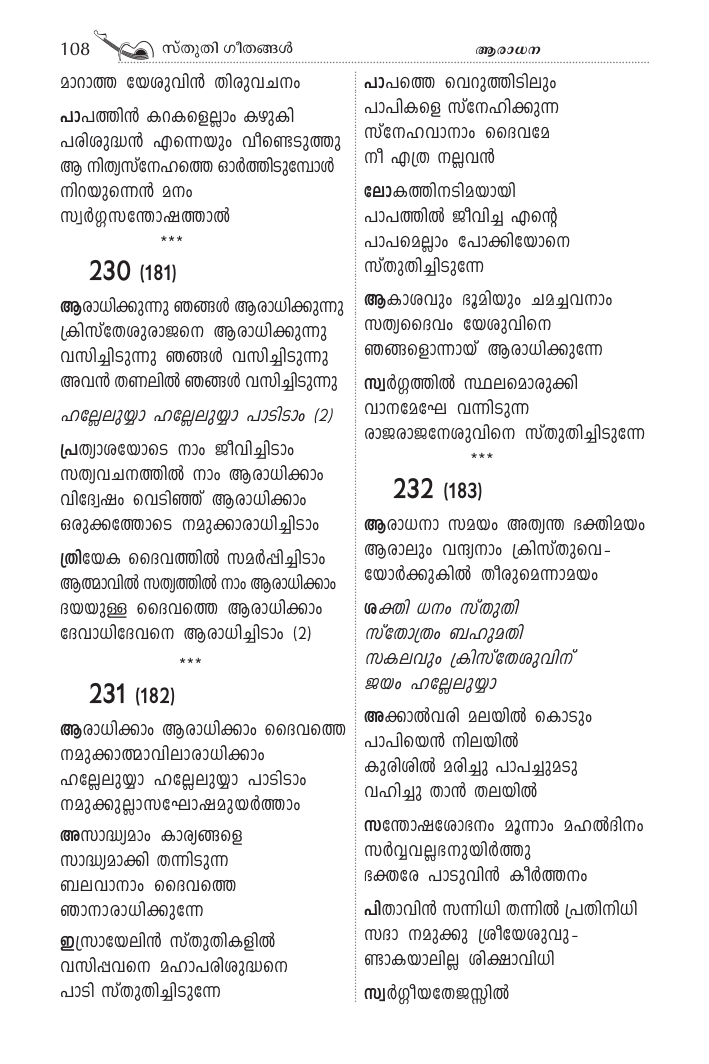 108 സ്തുതി ഗീതങ്ങൾ ആരാധന
മാറാത്ത യേശുവിൻ തിരുവചനം
പാപത്തിൻ കറകളെല്ലാം കഴുകി
പരിശുദ്ധൻ എന്നെയും വീണ്ടെടുത്തു
ആ നിത്യസ്നേഹത്തെ ഓർത്തിടുമ്പോൾ
നിറയുന്നെൻ മനം
സ്വർഗ്ഗസന്തോഷത്താൽ
***
230 (181)
ആരാധിക്കുന്നു ഞങ്ങൾ ആരാധിക്കുന്നു
ക്രിസ്തേശുരാജനെ ആരാധിക്കുന്നു
വസിച്ചിടുന്നു ഞങ്ങൾ വസിച്ചിടുന്നു
അവൻ തണലിൽ ഞങ്ങൾ വസിച്ചിടുന്നു
ഹല്ലേലുയ്യാ ഹല്ലേലുയ്യാ പാടിടാം (2)
പ്രത്യാശയോടെ നാം ജീവിച്ചിടാം
സത്യവചനത്തിൽ നാം ആരാധിക്കാം
വിദ്വേഷം വെടിഞ്ഞ് ആരാധിക്കാം
ഒരുക്കത്തോടെ നമുക്കാരാധിച്ചിടാം
ത്രിയേക ദൈവത്തിൽ സമർപ്പിച്ചിടാം
ആത്മാവിൽ സത്യത്തിൽ നാം ആരാധിക്കാം
ദയയുള്ള ദൈവത്തെ ആരാധിക്കാം
ദേവാധിദേവനെ ആരാധിച്ചിടാം (2)
***
231 (182)
ആരാധിക്കാം ആരാധിക്കാം ദൈവത്തെ
നമുക്കാത്മാവിലാരാധിക്കാം
ഹല്ലേലുയ്യാ ഹല്ലേലുയ്യാ പാടിടാം
നമുക്കുല്ലാസഘോഷമുയർത്താം
അസാദ്ധ്യമാം കാര്യങ്ങളെ
സാദ്ധ്യമാക്കി തന്നിടുന്ന
ബലവാനാം ദൈവത്തെ
ഞാനാരാധിക്കുന്നേ
ഇസ്രായേലിൻ സ്തുതികളിൽ
വസിപ്പവനെ മഹാപരിശുദ്ധനെ
പാടി സ്തുതിച്ചിടുന്നേ
പാപത്തെ വെറുത്തിടിലും
പാപികളെ സ്നേഹിക്കുന്ന
സ്നേഹവാനാം ദൈവമേ
നീ എത്ര നല്ലവൻ
ലോകത്തിനടിമയായി
പാപത്തിൽ ജീവിച്ച എന്റെ
പാപമെല്ലാം പോക്കിയോനെ
സ്തുതിച്ചിടുന്നേ
ആകാശവും ഭൂമിയും ചമച്ചവനാം
സത്യദൈവം യേശുവിനെ
ഞങ്ങളൊന്നായ് ആരാധിക്കുന്നേ
സ്വർഗ്ഗത്തിൽ സ്ഥലമൊരുക്കി
വാനമേഘേ വന്നിടുന്ന
രാജരാജനേശുവിനെ സ്തുതിച്ചിടുന്നേ
***
232 (183)
ആരാധനാ സമയം അത്യന്ത ഭക്തിമയം
ആരാലും വന്ദ്യനാം ക്രിസ്തുവെ-
യോർക്കുകിൽ തീരുമെന്നാമയം
ശക്തി ധനം സ്തുതി
സ്തോത്രം ബഹുമതി
സകലവും ക്രിസ്തേശുവിന്
ജയം ഹല്ലേലുയ്യാ
അക്കാൽവരി മലയിൽ കൊടും
പാപിയെൻ നിലയിൽ
കുരിശിൽ മരിച്ചു പാപച്ചുമടു
വഹിച്ചു താൻ തലയിൽ
സന്തോഷശോഭനം മൂന്നാം മഹൽദിനം
സർവ്വവല്ലഭനുയിർത്തു
ഭക്തരേ പാടുവിൻ കീർത്തനം
പിതാവിൻ സന്നിധി തന്നിൽ പ്രതിനിധി
സദാ നമുക്കു ശ്രീയേശുവു-
ണ്ടാകയാലില്ല ശിക്ഷാവിധി
സ്വർഗ്ഗീയതേജസ്സിൽ